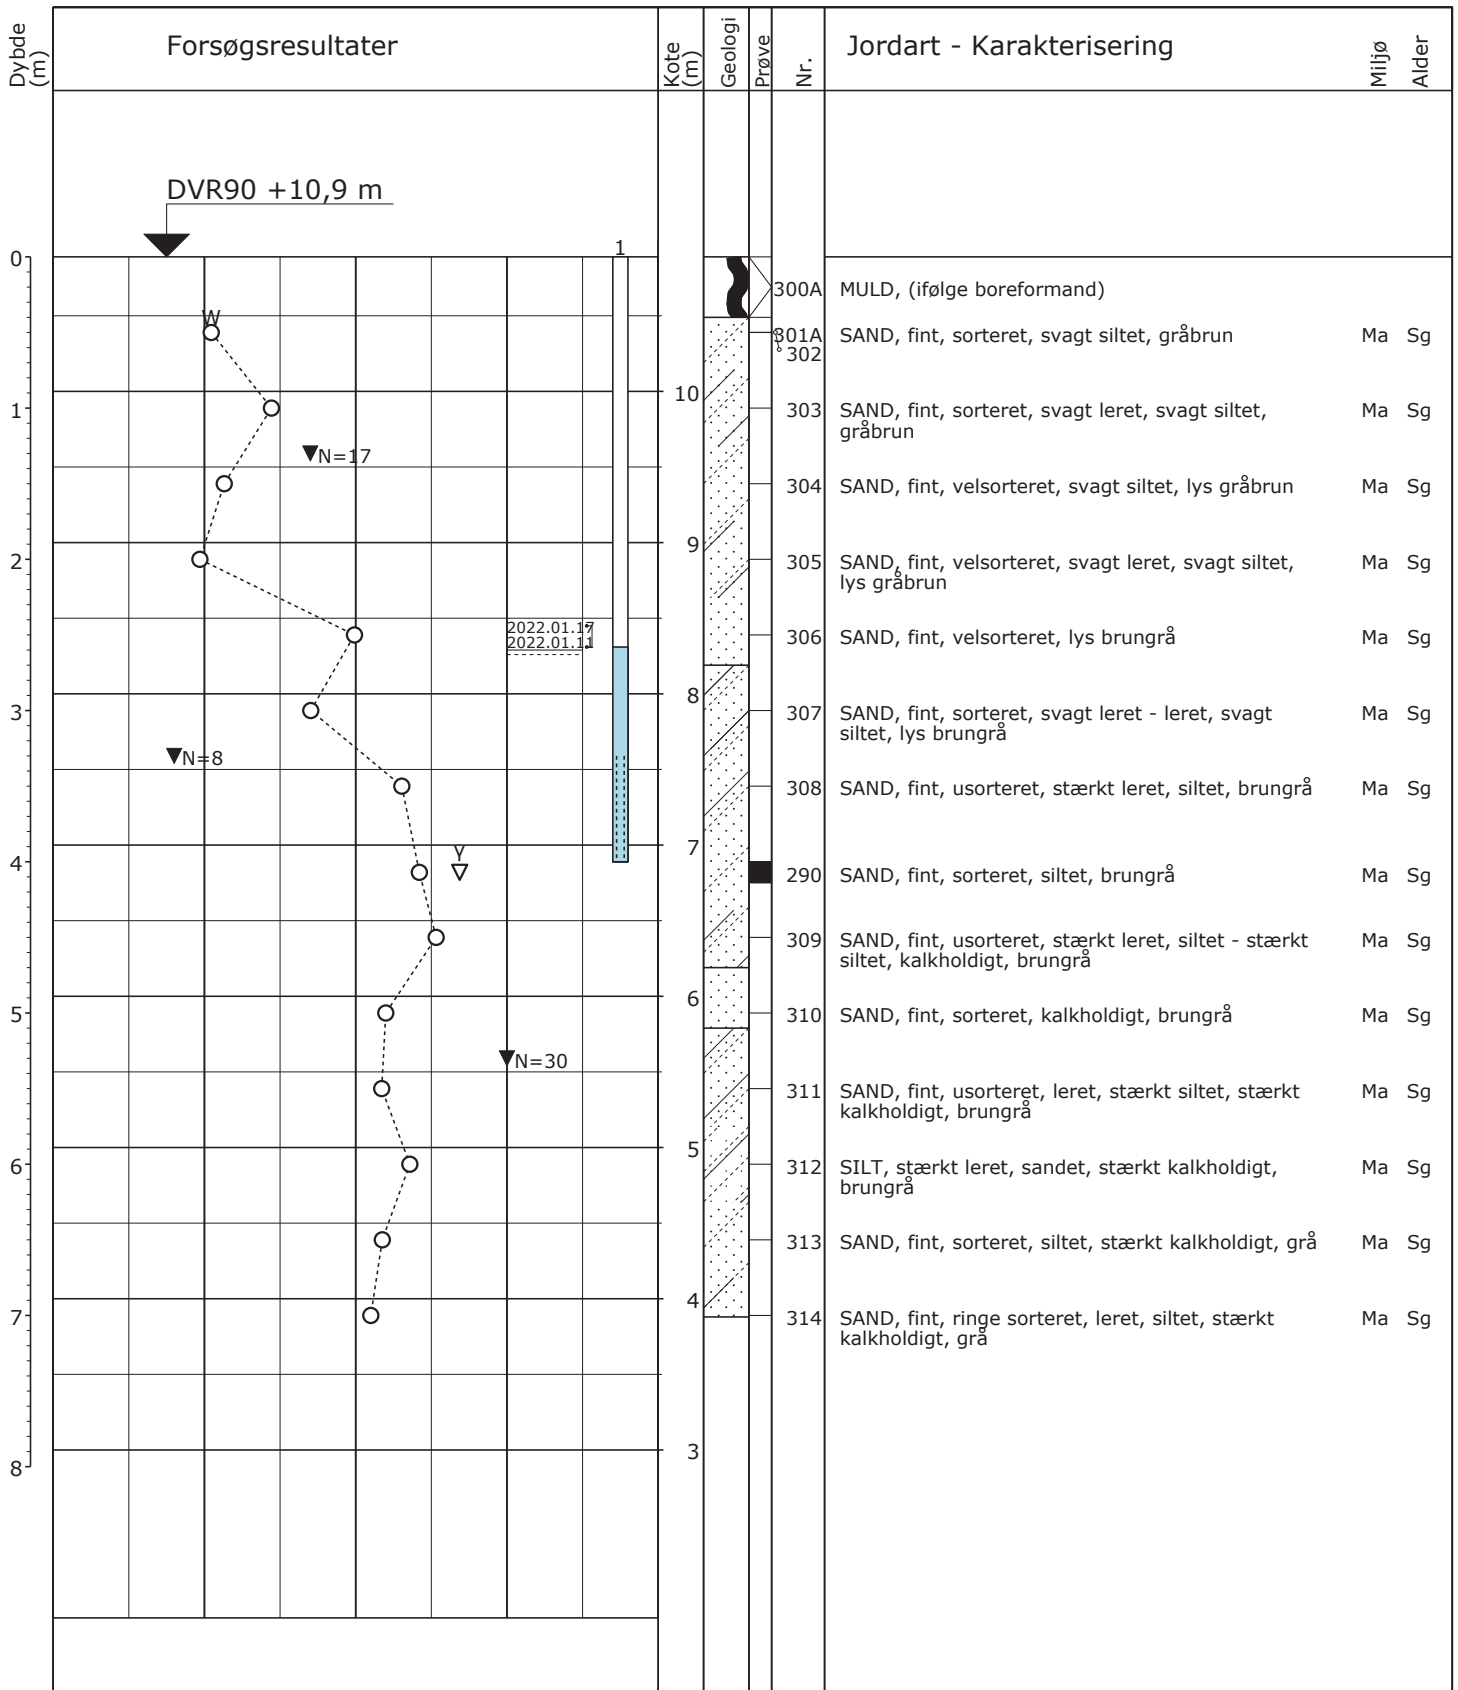 Dybde
(m)
Forsøgsresultater
Kote
(m)
Geologi
Prøve
Nr.
Jordart - Karakterisering
Miljø
Alder
DVR90 +10,9 m
1
0
300A MULD, (ifølge boreformand)
W
301A SAND, fint, sorteret, svagt siltet, gråbrun Ma Sg
302
10
1
303 SAND, fint, sorteret, svagt leret, svagt siltet, Ma Sg
gråbrun
N=17
304 SAND, fint, velsorteret, svagt siltet, lys gråbrun Ma Sg
9
2
305 SAND, fint, velsorteret, svagt leret, svagt siltet, Ma Sg
lys gråbrun
2022.01.17
2022.01.11
306 SAND, fint, velsorteret, lys brungrå Ma Sg
8
3
307 SAND, fint, sorteret, svagt leret - leret, svagt Ma Sg
siltet, lys brungrå
N=8
308 SAND, fint, usorteret, stærkt leret, siltet, brungrå Ma Sg
7
4
γ
290 SAND, fint, sorteret, siltet, brungrå Ma Sg
309 SAND, fint, usorteret, stærkt leret, siltet - stærkt Ma Sg
siltet, kalkholdigt, brungrå
6
5
310 SAND, fint, sorteret, kalkholdigt, brungrå Ma Sg
N=30
311 SAND, fint, usorteret, leret, stærkt siltet, stærkt Ma Sg
kalkholdigt, brungrå
5
6
312 SILT, stærkt leret, sandet, stærkt kalkholdigt, Ma Sg
brungrå
313 SAND, fint, sorteret, siltet, stærkt kalkholdigt, grå Ma Sg
4
7
314 SAND, fint, ringe sorteret, leret, siltet, stærkt Ma Sg
kalkholdigt, grå
3
8